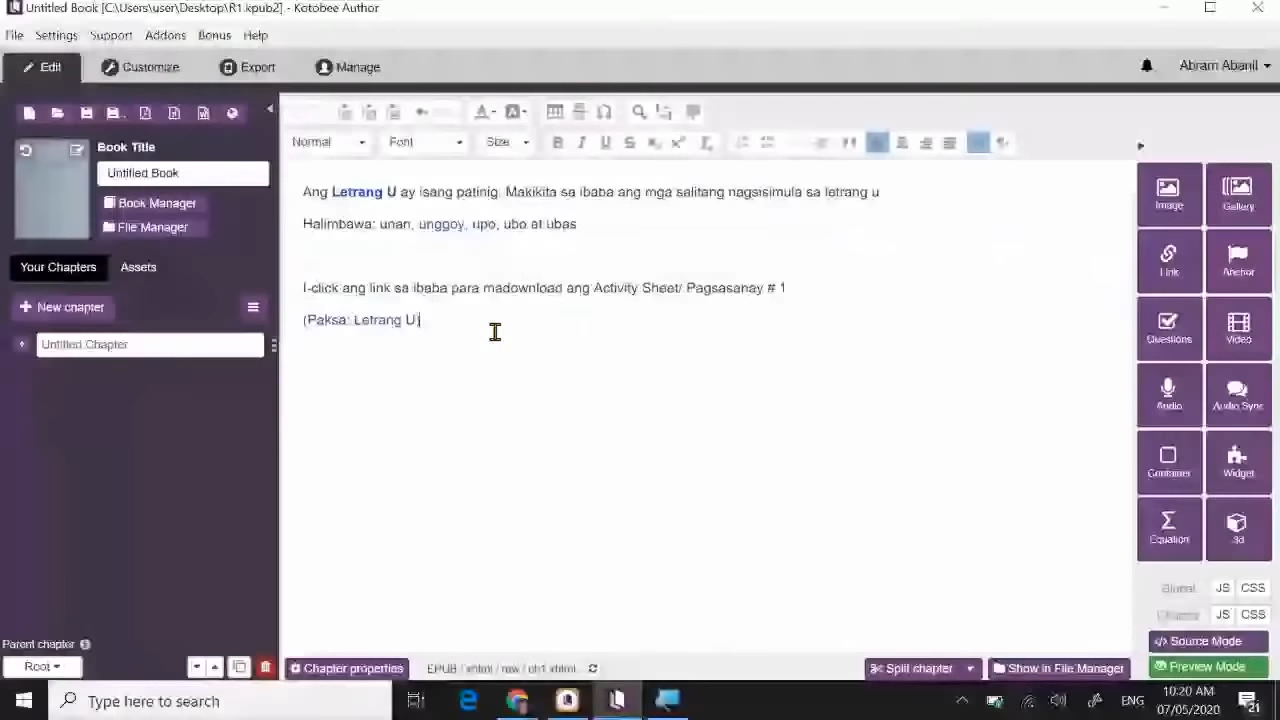 Untitled Book [C:\Users\user\Desktop\R1.kpub2] - Kotobee Author
File Settings Support Addons Bonus Help
Edit Customize Export Manage Abram Abanil
Book Title
Untitled Book
Book Manager
File Manager
Your Chapters Assets
New chapter
Untitled Chapter
Parent chapter
Root
Normal Font Size B I U S
Ang Letrang U ay isang patinig. Makikita sa ibaba ang mga salitang nagsisimula sa letrang u
Halimbawa: unan, unggoy, upo, ubo at ubas
I-click ang link sa ibaba para madownload ang Activity Sheet/ Pagsasanay # 1
(Paksa: Letrang U)
Image Gallery
Link Anchor
Questions Video
Audio Audio Sync
Container Widget
Equation 3d
Global JS CSS
Chapter JS CSS
</> Source Mode
Preview Mode
Chapter properties EPUB / xhtml / raw / ch1.xhtml Split chapter Show in File Manager
Type here to search
ENG
10:20 AM
07/05/2020
21